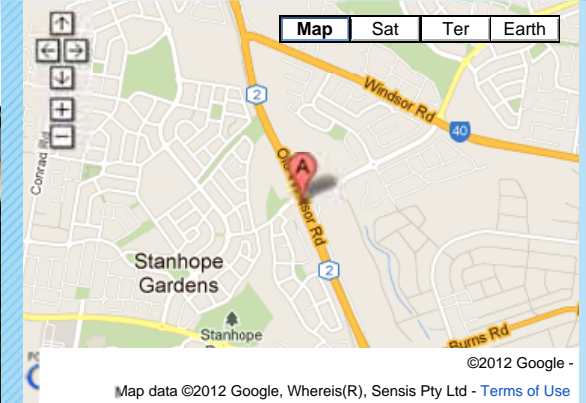 Map Sat Ter Earth
2
Windsor Rd
40
Conrad Rd
A
Old Windsor Rd
Stanhope
Gardens
2
Stanhope
Burns Rd
©2012 Google -
Map data ©2012 Google, Whereis(R), Sensis Pty Ltd - Terms of Use